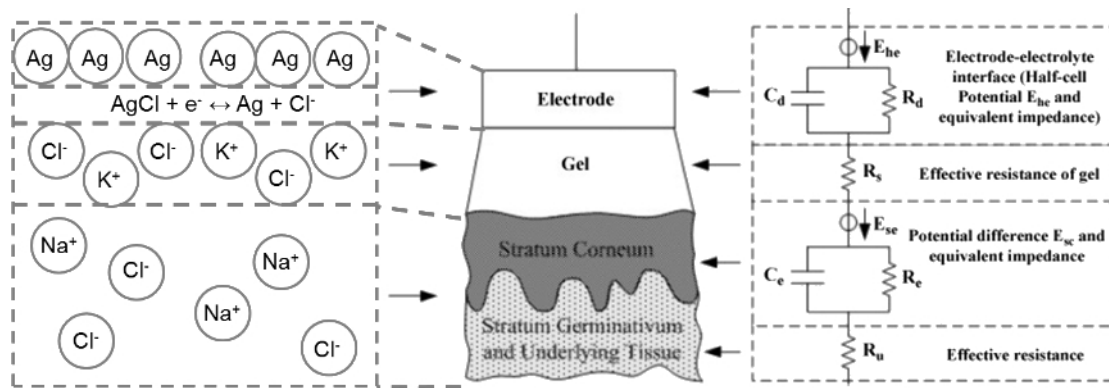 Ag Ag Ag Ag Ag Ag
AgCl + e⁻ ↔ Ag + Cl⁻
Cl⁻ K⁺ Cl⁻ K⁺ Cl⁻ K⁺
Na⁺ Cl⁻ Na⁺
Na⁺
Cl⁻ Cl⁻
Electrode
Gel
Stratum Corneum
Stratum Germinativum
and Underlying Tissue
E_he
C_d R_d
Electrode-electrolyte
interface (Half-cell
Potential E_he and
equivalent impedance)
R_s
Effective resistance of gel
E_se
C_e R_e
Potential difference E_sc and
equivalent impedance
R_u
Effective resistance